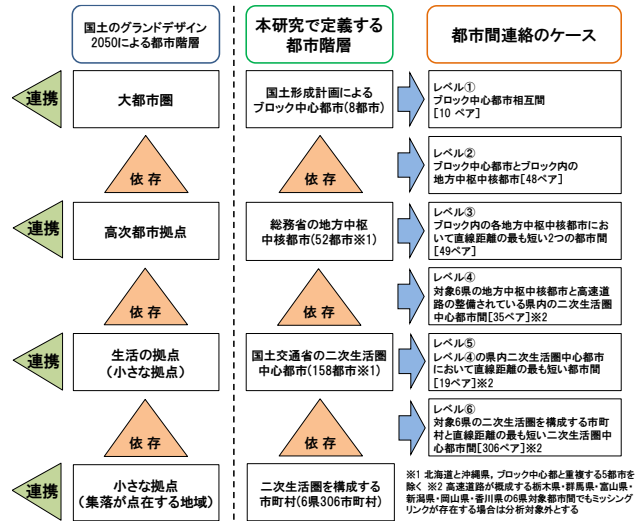 国土のグランドデザイン
2050による都市階層
本研究で定義する
都市階層
都市間連絡のケース
連携
大都市圏
国土形成計画による
ブロック中心都市(8都市)
レベル①
ブロック中心都市相互間
[10 ペア]
依存
依存
レベル②
ブロック中心都市とブロック内の
地方中枢中核都市[48ペア]
連携
高次都市拠点
総務省の地方中枢
中核都市(52都市※1)
レベル③
ブロック内の各地方中枢中核都市にお
いて直線距離の最も短い2つの都市間
[49ペア]
依存
依存
レベル④
対象6県の地方中枢中核都市と高速道
路の整備されている県内の二次生活圏
中心都市間[35ペア]※2
連携
生活の拠点
(小さな拠点)
国土交通省の二次生活圏
中心都市(158都市※1)
レベル⑤
レベル④の県内二次生活圏中心都市
において直線距離の最も短い都市間
[19ペア]※2
依存
依存
レベル⑥
対象6県の二次生活圏を構成する市町
村と直線距離の最も短い二次生活圏中
心都市間[306ペア]※2
連携
小さな拠点
(集落が点在する地域)
二次生活圏を構成する
市町村(6県306市町村)
※1 北海道と沖縄県，ブロック中心都と重複する5都市を
除く ※2 高速道路が概成する栃木県・群馬県・富山県・
新潟県・岡山県・香川県の6県対象都市間でもミッシング
リンクが存在する場合は分析対象外とする